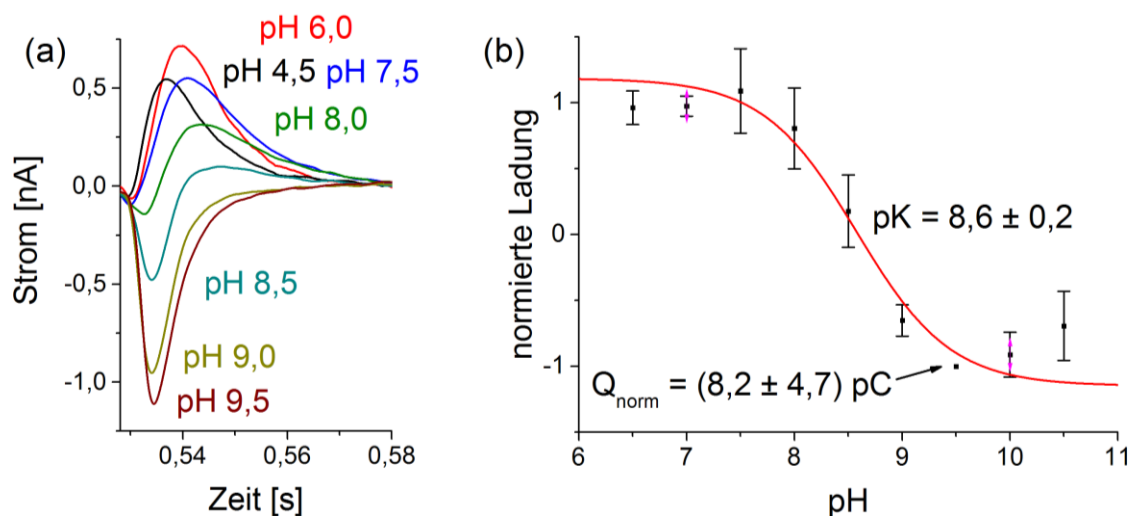 (a)
pH 6,0
pH 4,5 pH 7,5
pH 8,0
pH 8,5
pH 9,0
pH 9,5
Strom [nA]
0,5
0,0
-0,5
-1,0
0,54 0,56 0,58
Zeit [s]
(b)
normierte Ladung
1
0
-1
pK = 8,6 ± 0,2
Qnorm = (8,2 ± 4,7) pC
6 7 8 9 10 11
pH